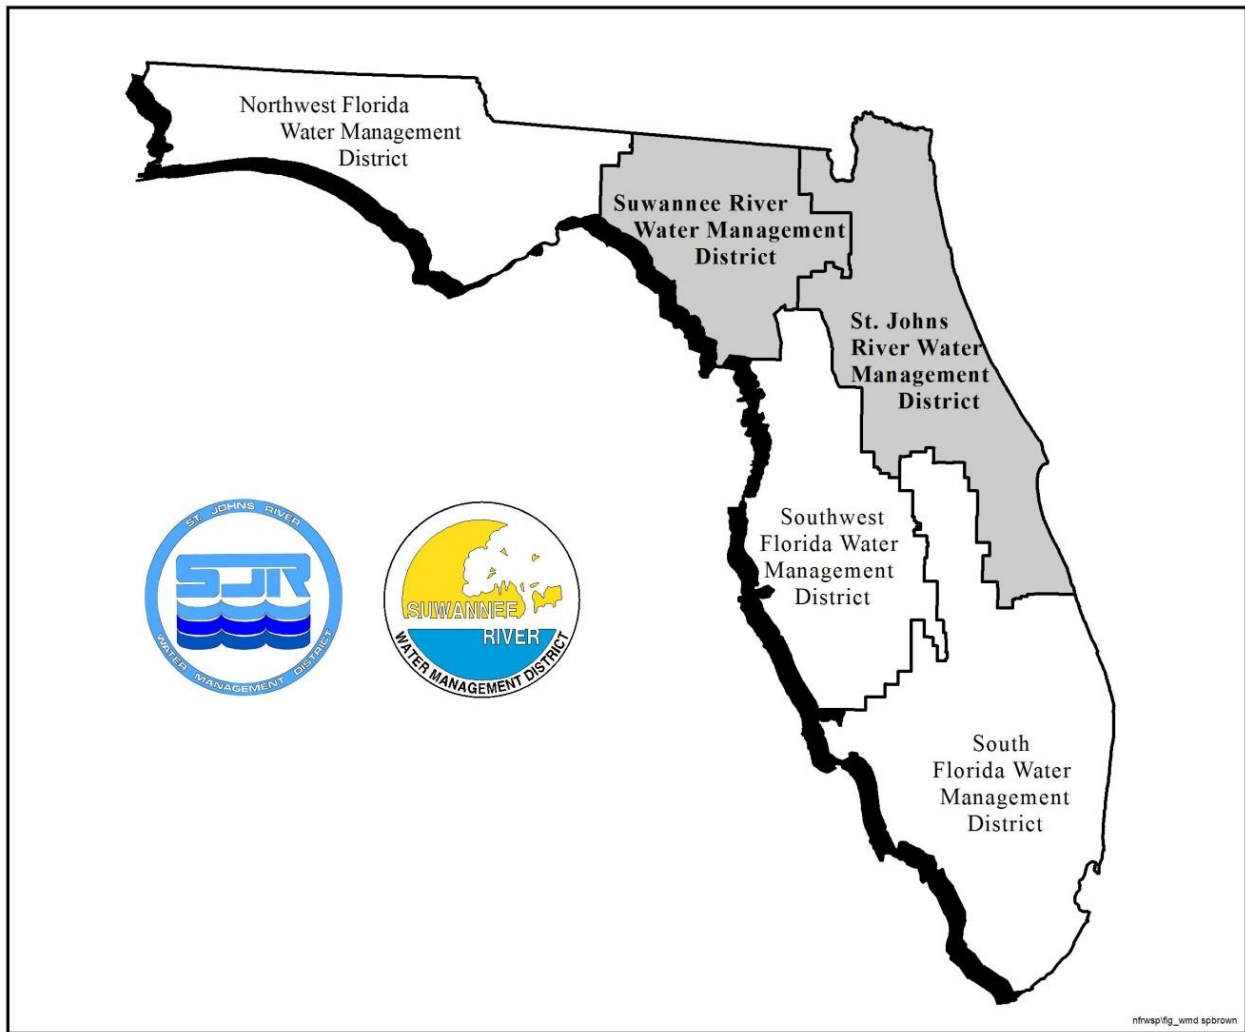 Northwest Florida
Water Management
District
Suwannee River
Water Management
District
St. Johns
River Water
Management
District
Southwest
Florida Water
Management
District
South
Florida Water
Management
District
ST. JOHNS RIVER
SJR
WATER MANAGEMENT DISTRICT
SUWANNEE
RIVER
WATER MANAGEMENT DISTRICT
nfrwsp\fig_wmd spbrown